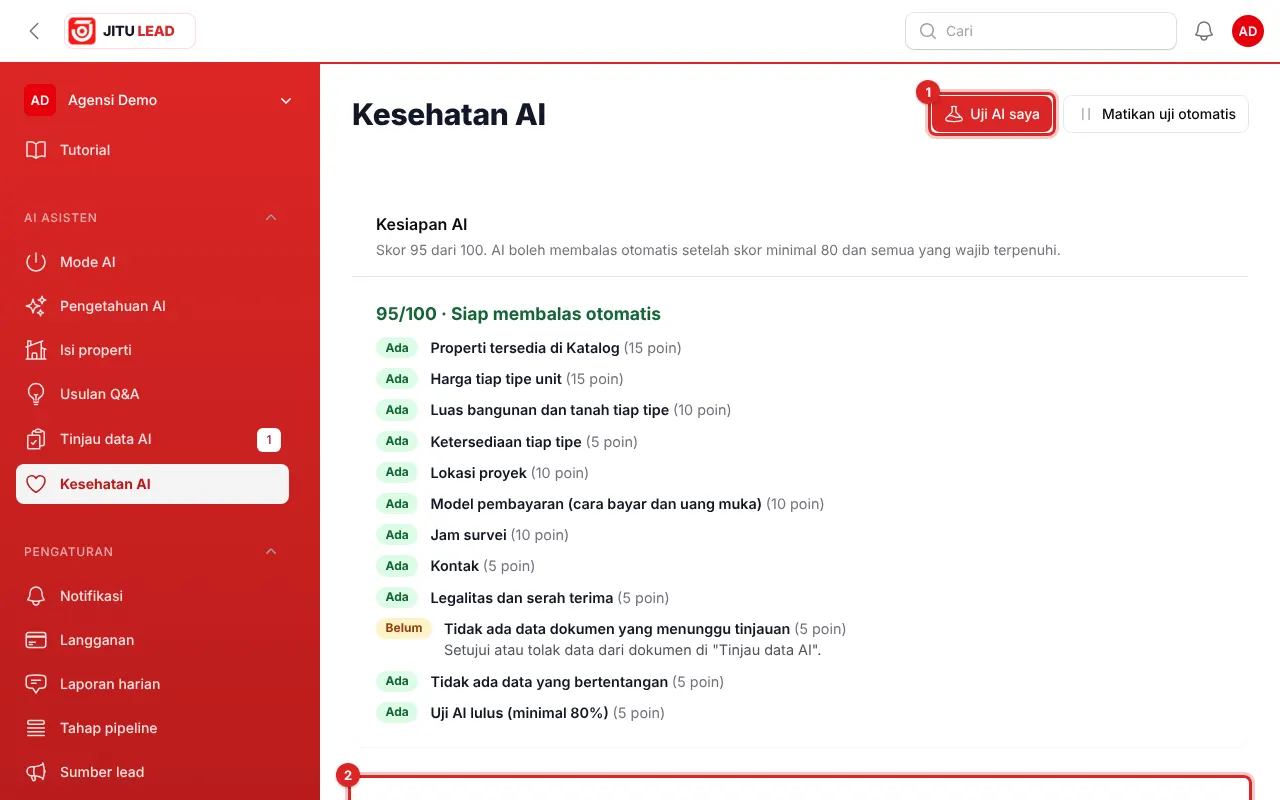 JITU LEAD
Cari
AD
AD Agensi Demo
Tutorial
AI ASISTEN
Mode AI
Pengetahuan AI
Isi properti
Usulan Q&A
Tinjau data AI 1
Kesehatan AI
PENGATURAN
Notifikasi
Langganan
Laporan harian
Tahap pipeline
Sumber lead
Kesehatan AI
1
Uji AI saya
Matikan uji otomatis
Kesiapan AI
Skor 95 dari 100. AI boleh membalas otomatis setelah skor minimal 80 dan semua yang wajib terpenuhi.
95/100 · Siap membalas otomatis
Ada Properti tersedia di Katalog (15 poin)
Ada Harga tiap tipe unit (15 poin)
Ada Luas bangunan dan tanah tiap tipe (10 poin)
Ada Ketersediaan tiap tipe (5 poin)
Ada Lokasi proyek (10 poin)
Ada Model pembayaran (cara bayar dan uang muka) (10 poin)
Ada Jam survei (10 poin)
Ada Kontak (5 poin)
Ada Legalitas dan serah terima (5 poin)
Belum Tidak ada data dokumen yang menunggu tinjauan (5 poin)
Setujui atau tolak data dari dokumen di "Tinjau data AI".
Ada Tidak ada data yang bertentangan (5 poin)
Ada Uji AI lulus (minimal 80%) (5 poin)
2